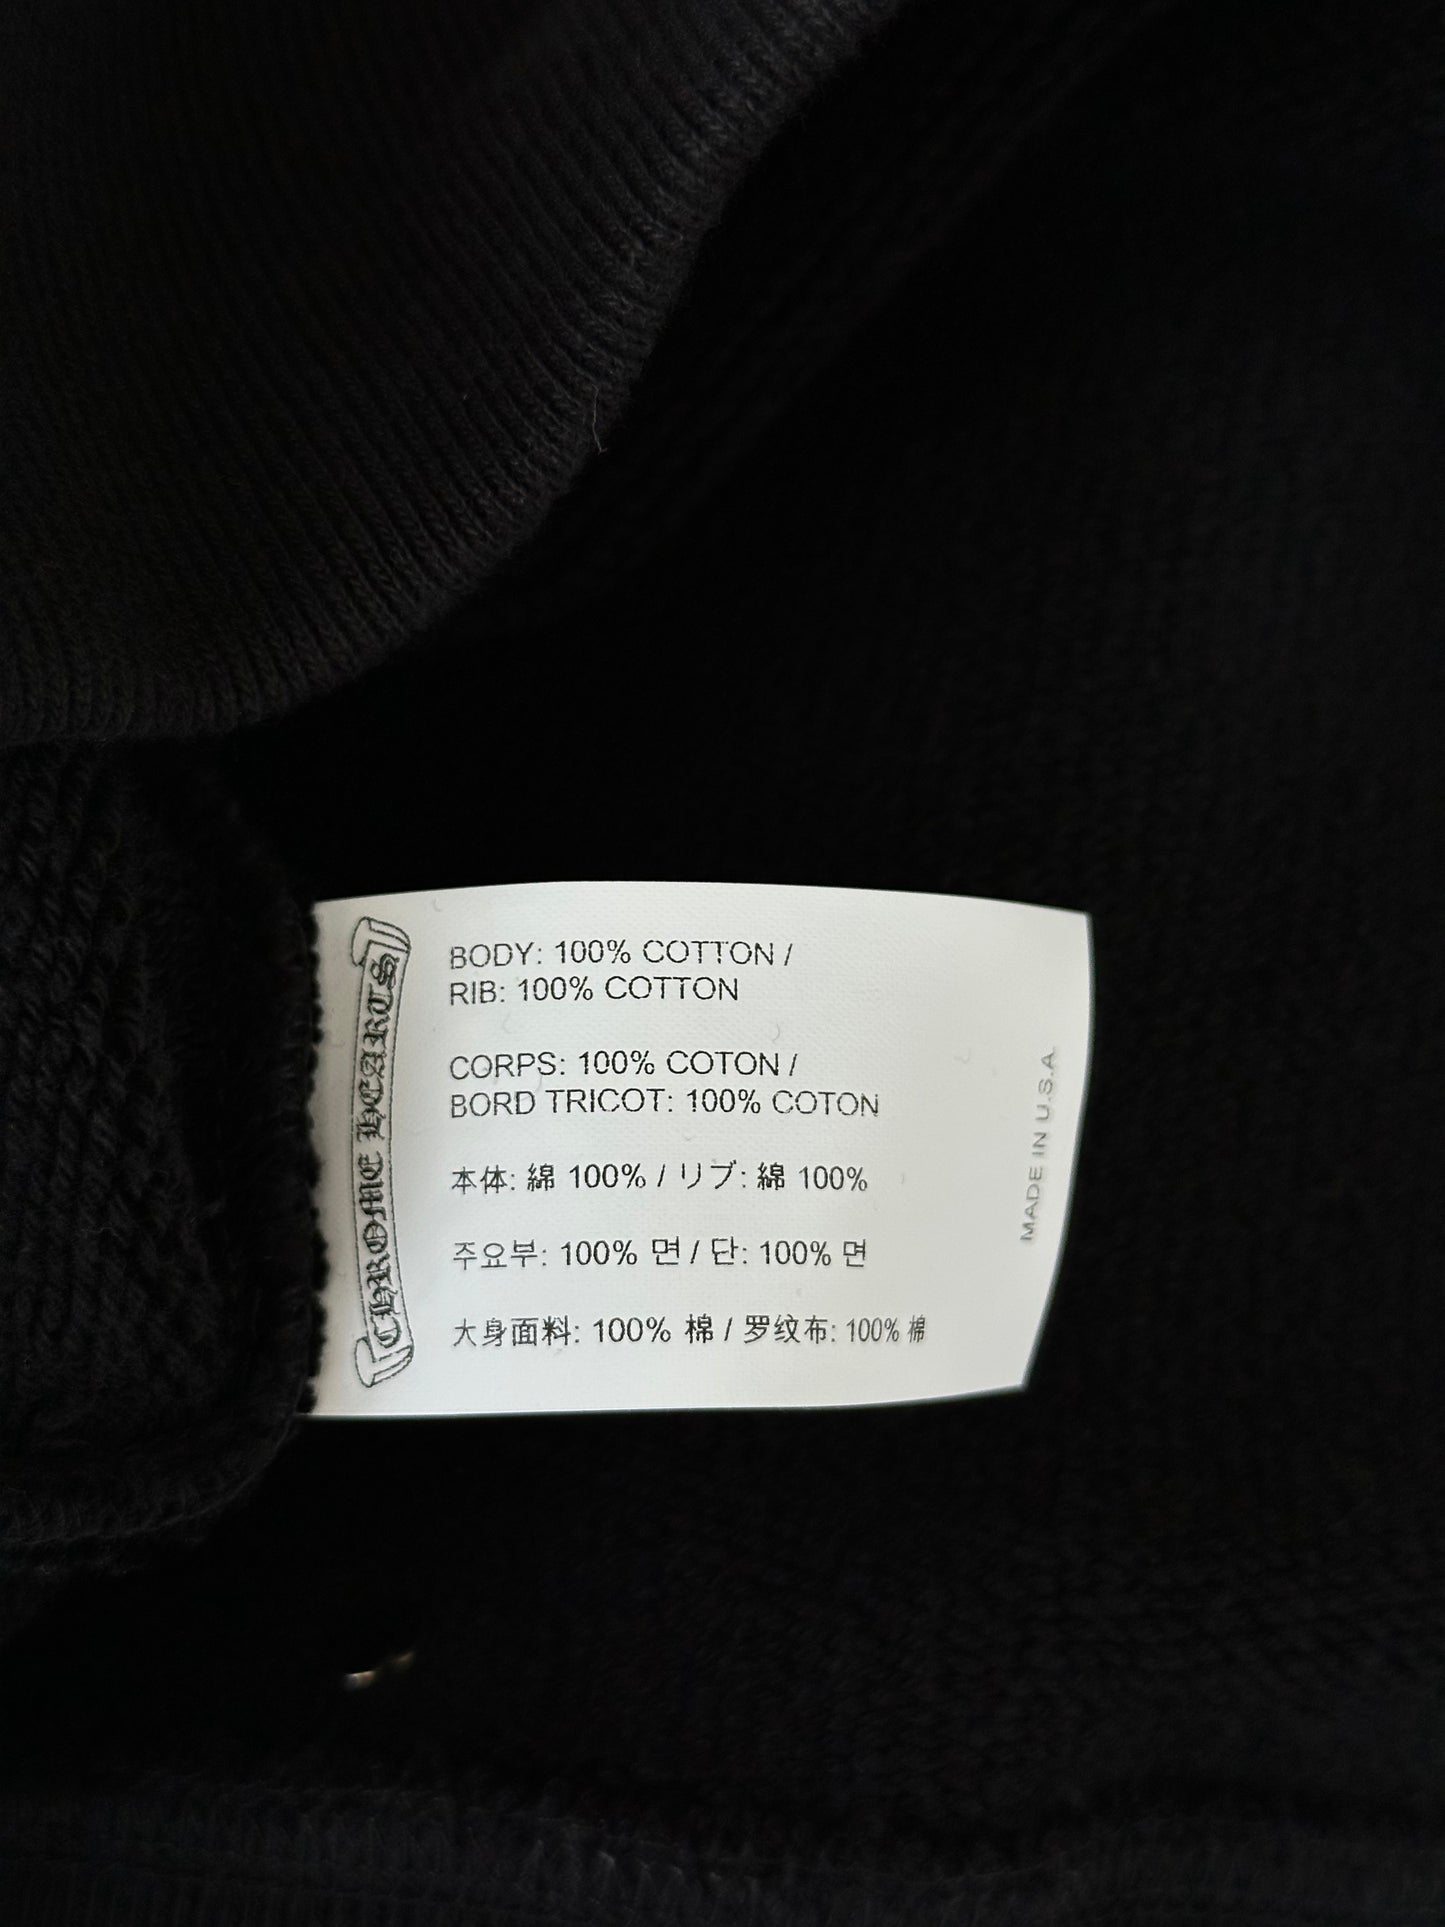 CHROME HEARTS
BODY: 100% COTTON /
RIB: 100% COTTON
CORPS: 100% COTON /
BORD TRICOT: 100% COTON
本体: 綿 100% / リブ: 綿 100%
주요부: 100% 면 / 단: 100% 면
大身面料: 100% 棉 / 罗纹布: 100% 棉
MADE IN U.S.A.